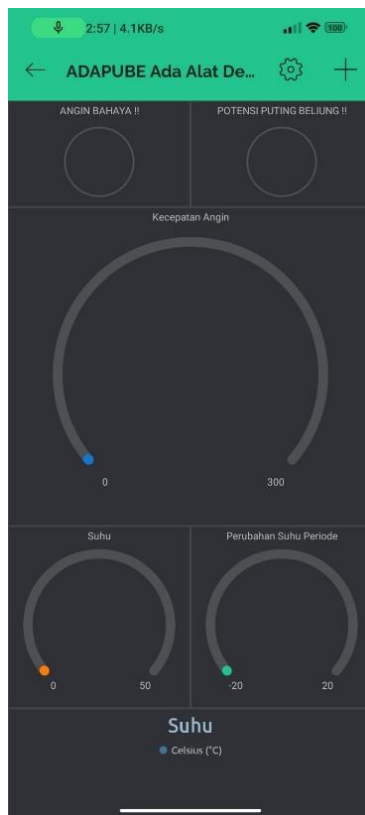 2:57 | 4.1KB/s
100
ADAPUBE Ada Alat De...
ANGIN BAHAYA !!
POTENSI PUTING BELIUNG !!
Kecepatan Angin
0
300
Suhu
Perubahan Suhu Periode
0
50
-20
20
Suhu
Celsius (°C)